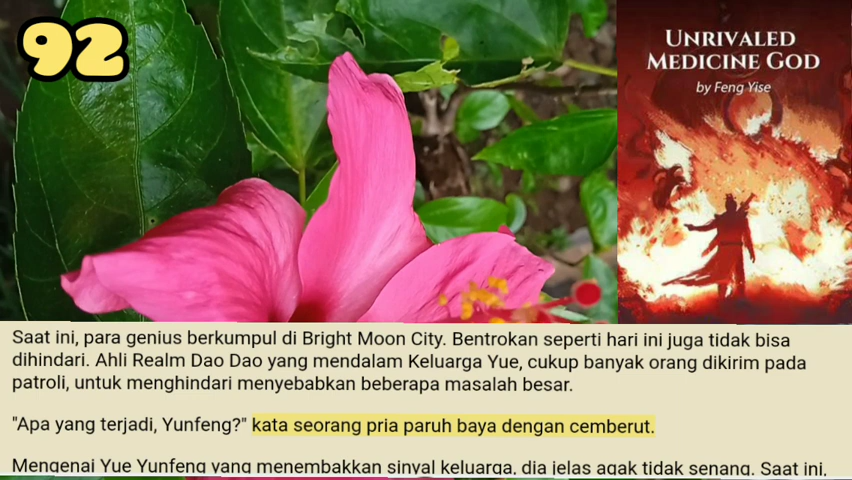 92
UNRIVALED
MEDICINE GOD
by Feng Yise
Saat ini, para genius berkumpul di Bright Moon City. Bentrokan seperti hari ini juga tidak bisa
dihindari. Ahli Realm Dao Dao yang mendalam Keluarga Yue, cukup banyak orang dikirim pada
patroli, untuk menghindari menyebabkan beberapa masalah besar.
"Apa yang terjadi, Yunfeng?" kata seorang pria paruh baya dengan cemberut.
Mengenai Yue Yunfeng yang menembakkan sinyal keluarga, dia jelas agak tidak senang. Saat ini,